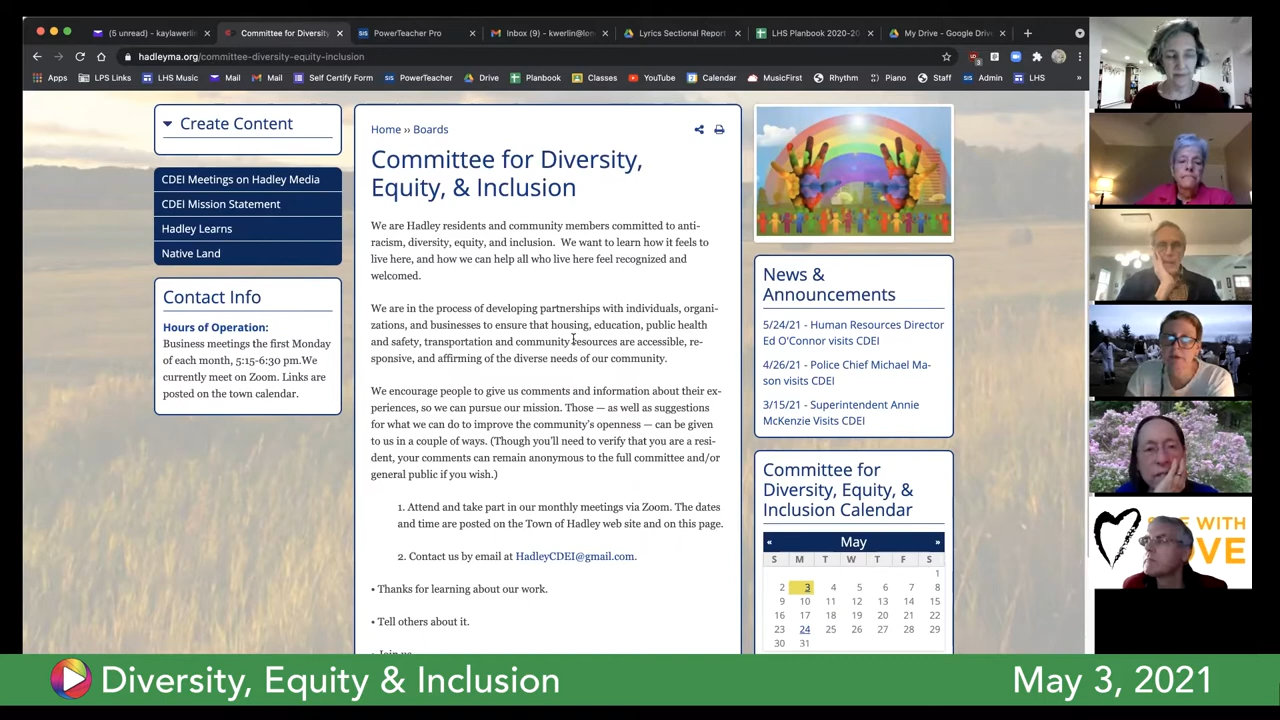 (5 unread) - kaylawerlin
Committee for Diversity
PowerTeacher Pro
Inbox (9) - kwerlin@lon
Lyrics Sectional Report
LHS Planbook 2020-20
My Drive - Google Drive
hadleyma.org/committee-diversity-equity-inclusion
Apps
LPS Links
LHS Music
Mail
Mail
Self Certify Form
PowerTeacher
Drive
Planbook
Classes
YouTube
Calendar
MusicFirst
Rhythm
Piano
Staff
Admin
LHS
Create Content
CDEI Meetings on Hadley Media
CDEI Mission Statement
Hadley Learns
Native Land
Contact Info
Hours of Operation:
Business meetings the first Monday
of each month, 5:15-6:30 pm.We
currently meet on Zoom. Links are
posted on the town calendar.
Home ›› Boards
Committee for Diversity,
Equity, & Inclusion
We are Hadley residents and community members committed to anti-
racism, diversity, equity, and inclusion. We want to learn how it feels to
live here, and how we can help all who live here feel recognized and
welcomed.
We are in the process of developing partnerships with individuals, organi-
zations, and businesses to ensure that housing, education, public health
and safety, transportation and community resources are accessible, re-
sponsive, and affirming of the diverse needs of our community.
We encourage people to give us comments and information about their ex-
periences, so we can pursue our mission. Those — as well as suggestions
for what we can do to improve the community's openness — can be given
to us in a couple of ways. (Though you'll need to verify that you are a resi-
dent, your comments can remain anonymous to the full committee and/or
general public if you wish.)
1. Attend and take part in our monthly meetings via Zoom. The dates
and time are posted on the Town of Hadley web site and on this page.
2. Contact us by email at HadleyCDEI@gmail.com.
• Thanks for learning about our work.
• Tell others about it.
• Join us
News &
Announcements
5/24/21 - Human Resources Director
Ed O'Connor visits CDEI
4/26/21 - Police Chief Michael Ma-
son visits CDEI
3/15/21 - Superintendent Annie
McKenzie Visits CDEI
Committee for
Diversity, Equity, &
Inclusion Calendar
« May »
S M T W T F S
1
2 3 4 5 6 7 8
9 10 11 12 13 14 15
16 17 18 19 20 21 22
23 24 25 26 27 28 29
30 31
WITH
Diversity, Equity & Inclusion
May 3, 2021